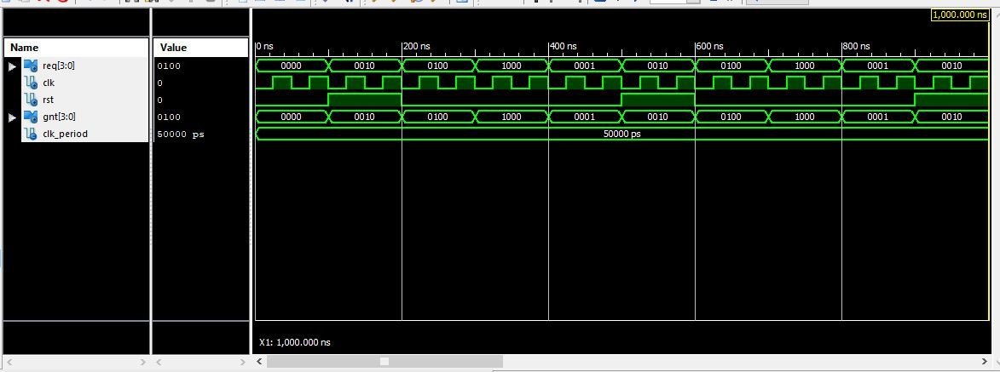 1,000.000 ns
Name Value 0 ns 200 ns 400 ns 600 ns 800 ns
req[3:0] 0100 0000 0010 0100 1000 0001 0010 0100 1000 0001 0010
clk 0
rst 0
gnt[3:0] 0100 0000 0010 0100 1000 0001 0010 0100 1000 0001 0010
clk_period 50000 ps 50000 ps
X1: 1,000.000 ns